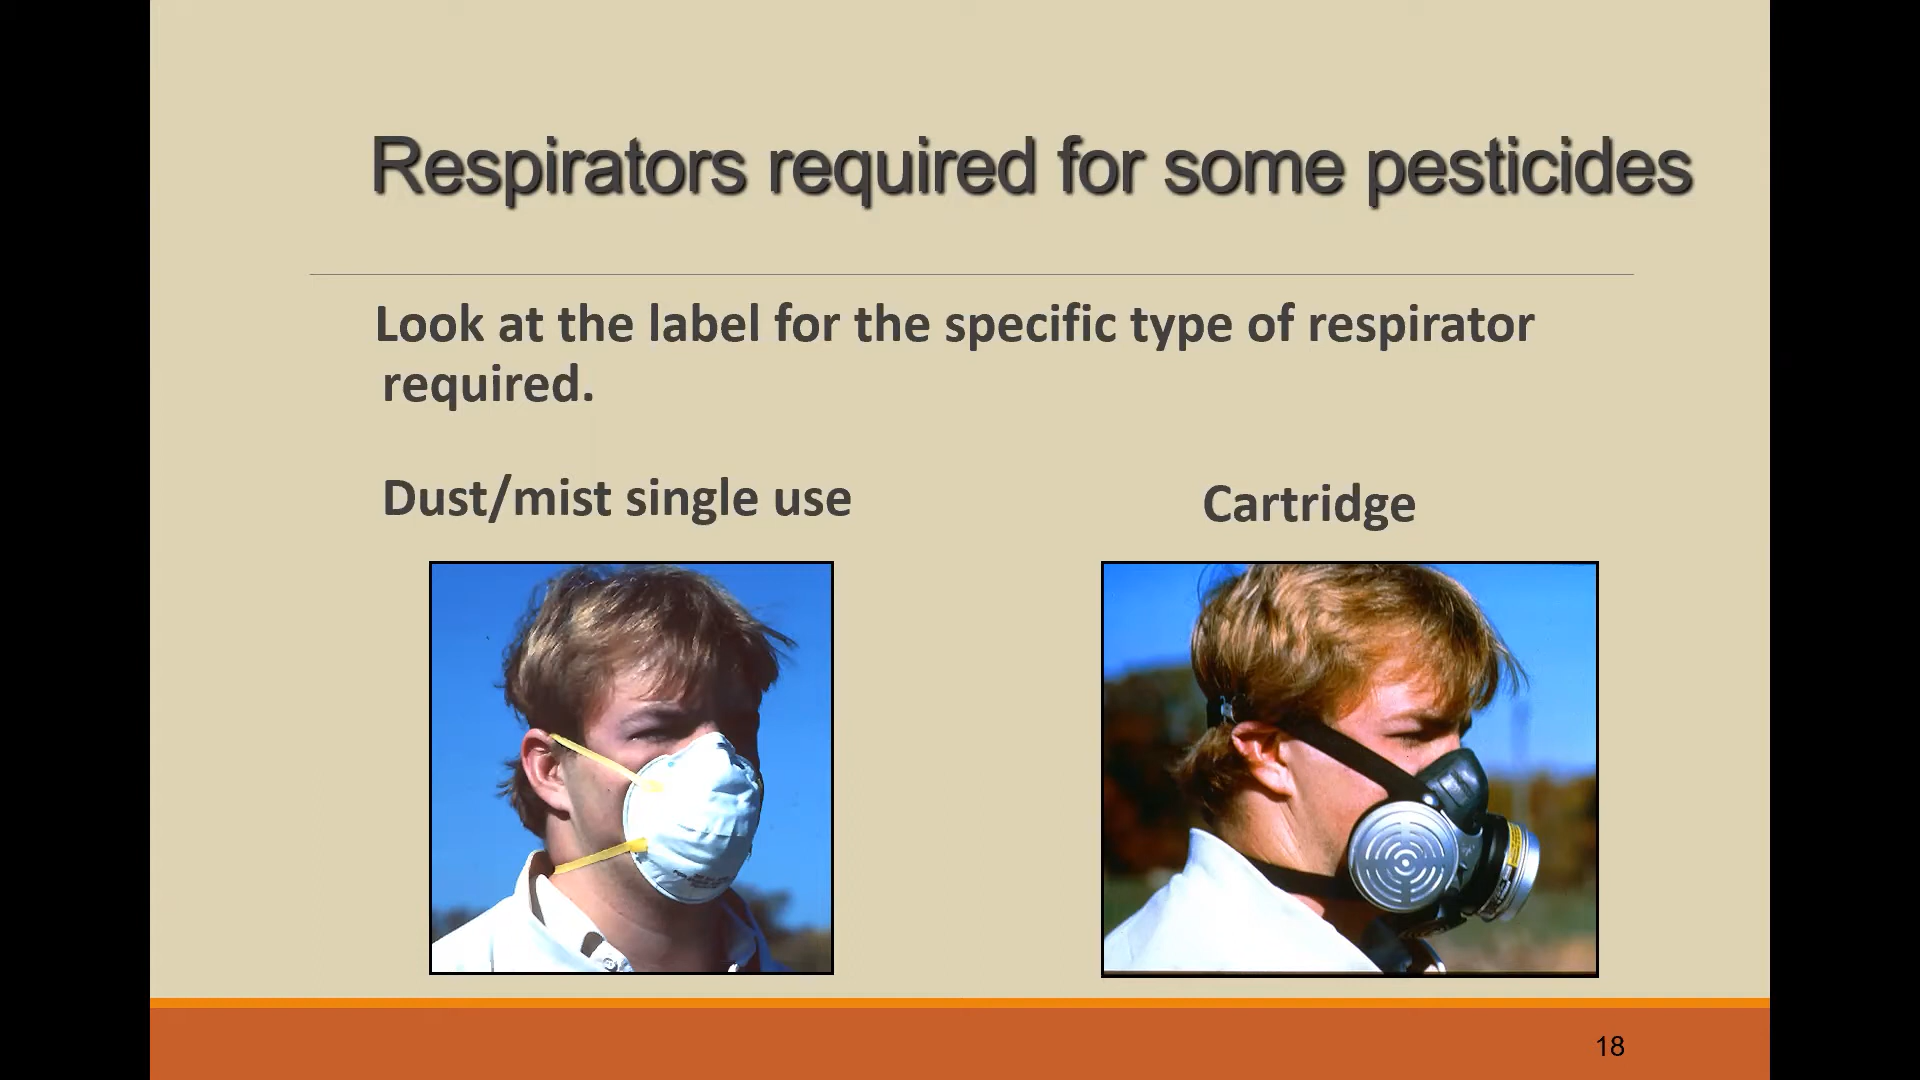 Respirators required for some pesticides
Look at the label for the specific type of respirator
required.
Dust/mist single use
Cartridge
18